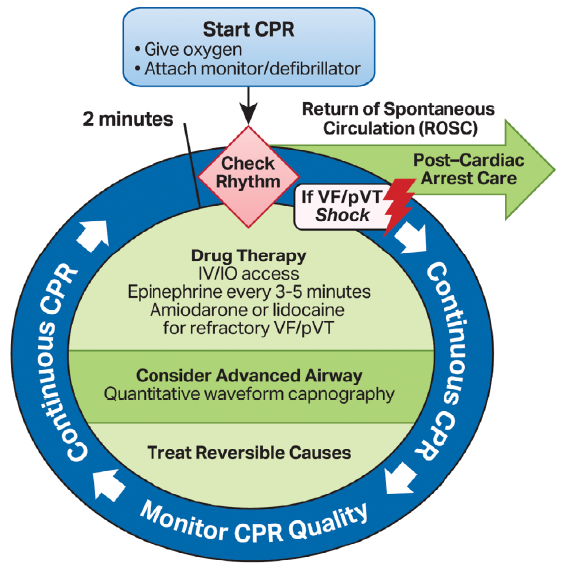 Start CPR
• Give oxygen
• Attach monitor/defibrillator
2 minutes
Return of Spontaneous
Circulation (ROSC)
Post–Cardiac
Arrest Care
Check
Rhythm
If VF/pVT
Shock
Drug Therapy
IV/IO access
Epinephrine every 3-5 minutes
Amiodarone or lidocaine
for refractory VF/pVT
Consider Advanced Airway
Quantitative waveform capnography
Treat Reversible Causes
Continuous CPR
Continuous CPR
Monitor CPR Quality